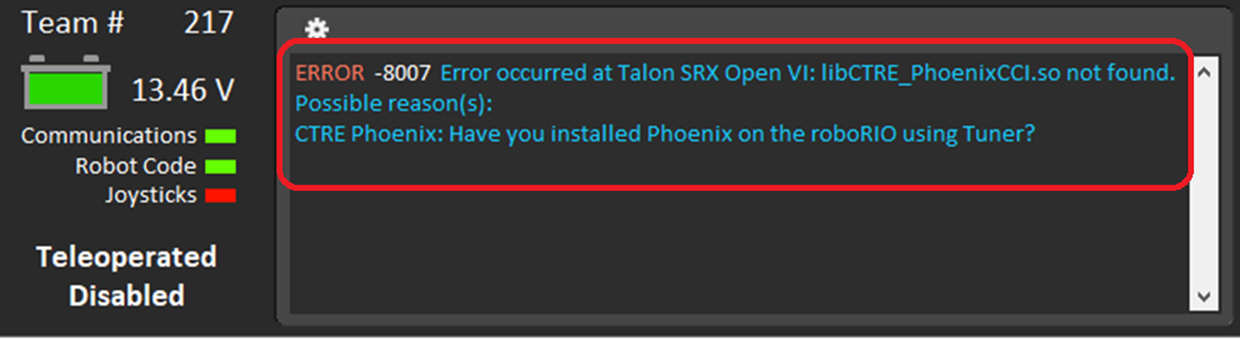 Team # 217
13.46 V
Communications
Robot Code
Joysticks
Teleoperated
Disabled
ERROR -8007 Error occurred at Talon SRX Open VI: libCTRE_PhoenixCCI.so not found.
Possible reason(s):
CTRE Phoenix: Have you installed Phoenix on the roboRIO using Tuner?